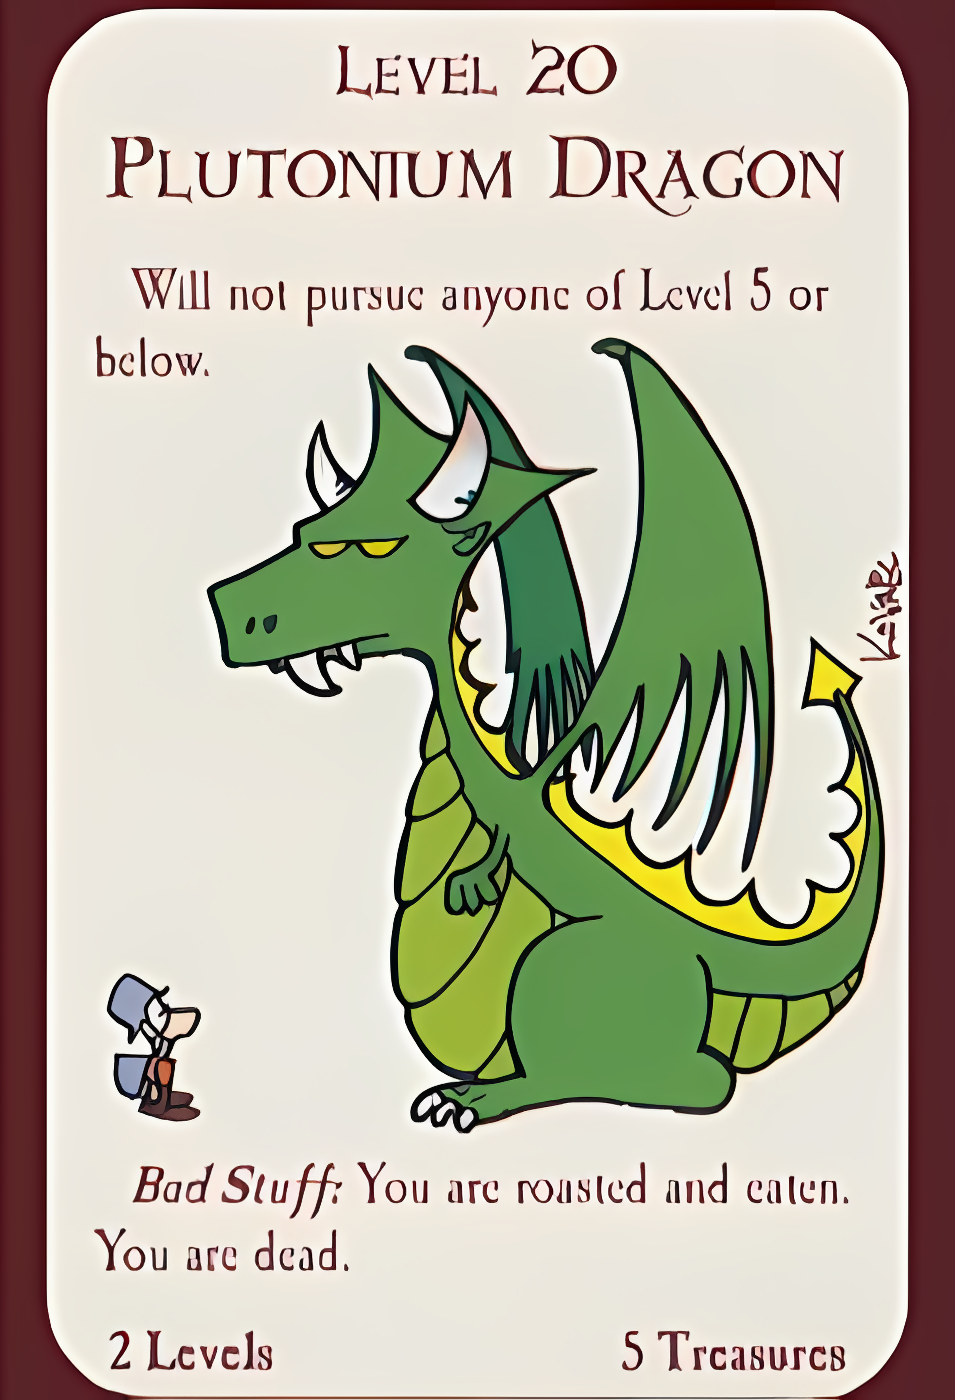 Level 20
Plutonium Dragon
Will not pursue anyone of Level 5 or
below.
Kovalic
Bad Stuff: You are roasted and eaten.
You are dead.
2 Levels
5 Treasures